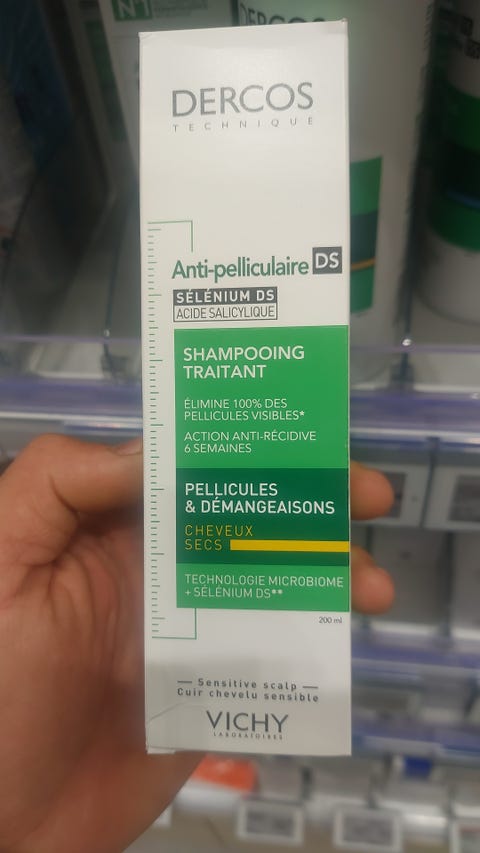 DERCOS
TECHNIQUE
Anti-pelliculaire DS
SÉLÉNIUM DS
ACIDE SALICYLIQUE
SHAMPOOING
TRAITANT
ÉLIMINE 100% DES
PELLICULES VISIBLES*
ACTION ANTI-RÉCIDIVE
6 SEMAINES
PELLICULES
& DÉMANGEAISONS
CHEVEUX
SECS
TECHNOLOGIE MICROBIOME
+ SÉLÉNIUM DS**
200 ml
Sensitive scalp
Cuir chevelu sensible
VICHY
LABORATOIRES
N°1
DERCOS